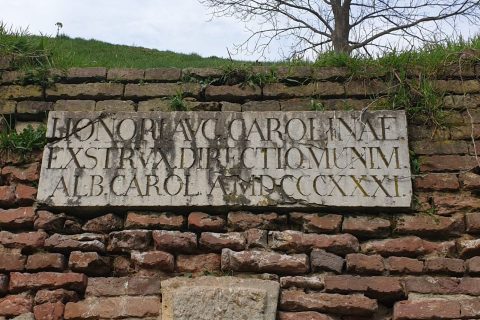 HONORI AVG. CAROLINAE
EXSTRVX. DIRECTIO. MVNIM.
ALB. CAROL. A. MDCCCXXXI.